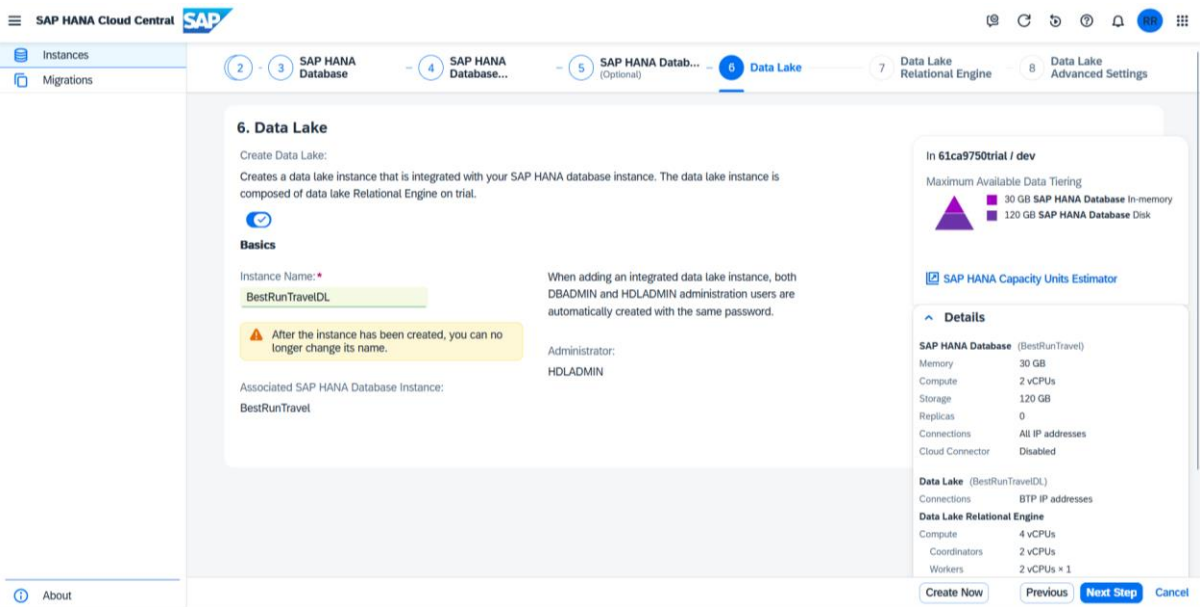 SAP HANA Cloud Central
SAP
RR
Instances
Migrations
2
3
SAP HANA
Database
4
SAP HANA
Database...
5
SAP HANA Datab...
(Optional)
6
Data Lake
7
Data Lake
Relational Engine
8
Data Lake
Advanced Settings
6. Data Lake
Create Data Lake:
Creates a data lake instance that is integrated with your SAP HANA database instance. The data lake instance is
composed of data lake Relational Engine on trial.
Basics
Instance Name:*
BestRunTravelDL
After the instance has been created, you can no
longer change its name.
Associated SAP HANA Database Instance:
BestRunTravel
When adding an integrated data lake instance, both
DBADMIN and HDLADMIN administration users are
automatically created with the same password.
Administrator:
HDLADMIN
In 61ca9750trial / dev
Maximum Available Data Tiering
30 GB SAP HANA Database In-memory
120 GB SAP HANA Database Disk
SAP HANA Capacity Units Estimator
Details
SAP HANA Database (BestRunTravel)
Memory 30 GB
Compute 2 vCPUs
Storage 120 GB
Replicas 0
Connections All IP addresses
Cloud Connector Disabled
Data Lake (BestRunTravelDL)
Connections BTP IP addresses
Data Lake Relational Engine
Compute 4 vCPUs
Coordinators 2 vCPUs
Workers 2 vCPUs × 1
About
Create Now
Previous
Next Step
Cancel